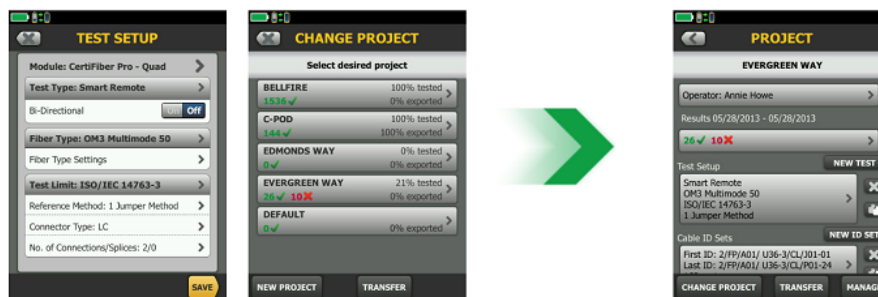 TEST SETUP
Module: CertiFiber Pro - Quad
Test Type: Smart Remote
Bi-Directional
On Off
Fiber Type: OM3 Multimode 50
Fiber Type Settings
Test Limit: ISO/IEC 14763-3
Reference Method: 1 Jumper Method
Connector Type: LC
No. of Connections/Splices: 2/0
SAVE
CHANGE PROJECT
Select desired project
BELLFIRE 100% tested
1536 0% exported
C-POD 100% tested
144 100% exported
EDMONDS WAY 0% tested
0 0% exported
EVERGREEN WAY 21% tested
26 10 0% exported
DEFAULT
0 0% exported
NEW PROJECT TRANSFER
PROJECT
EVERGREEN WAY
Operator: Annie Howe
Results 05/28/2013 - 05/28/2013
26 10
Test Setup NEW TEST
Smart Remote
OM3 Multimode 50
ISO/IEC 14763-3
1 Jumper Method
Cable ID Sets NEW ID SET
First ID: 2/FP/A01/ U36-3/CL/J01-01
Last ID: 2/FP/A01/ U36-3/CL/P01-24
CHANGE PROJECT TRANSFER MANAG